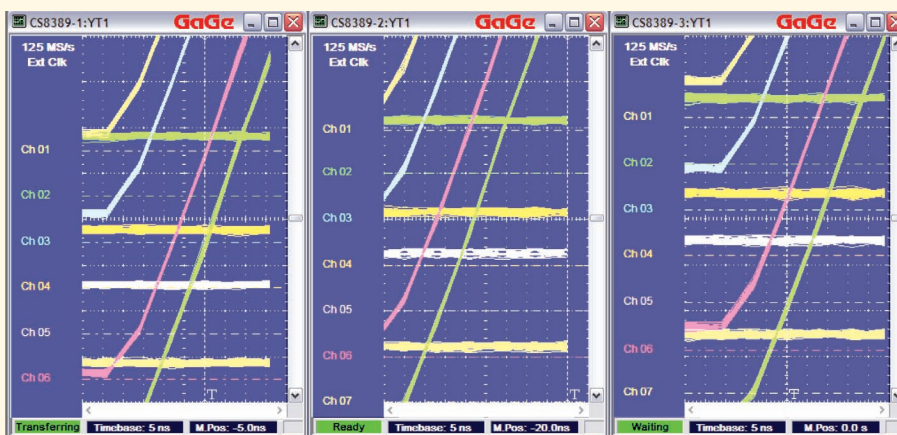 CS8389-1:YT1 GaGe
125 MS/s
Ext Clk
Ch 01
Ch 02
Ch 03
Ch 04
Ch 05
Ch 06
T
Transferring Timebase: 5 ns M.Pos: -5.0ns
CS8389-2:YT1 GaGe
125 MS/s
Ext Clk
Ch 01
Ch 02
Ch 03
Ch 04
Ch 05
Ch 06
Ch 07
T
Ready Timebase: 5 ns M.Pos: -20.0ns
CS8389-3:YT1 GaGe
125 MS/s
Ext Clk
Ch 01
Ch 02
Ch 03
Ch 04
Ch 05
Ch 06
Ch 07
T
Waiting Timebase: 5 ns M.Pos: 0.0 s